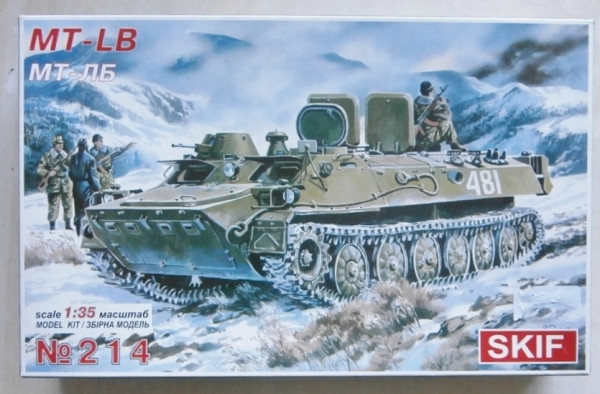 MT-LB
МТ-ЛБ
481
scale 1:35 масштаб
MODEL KIT / ЗБІРНА МОДЕЛЬ
№214
SKIF